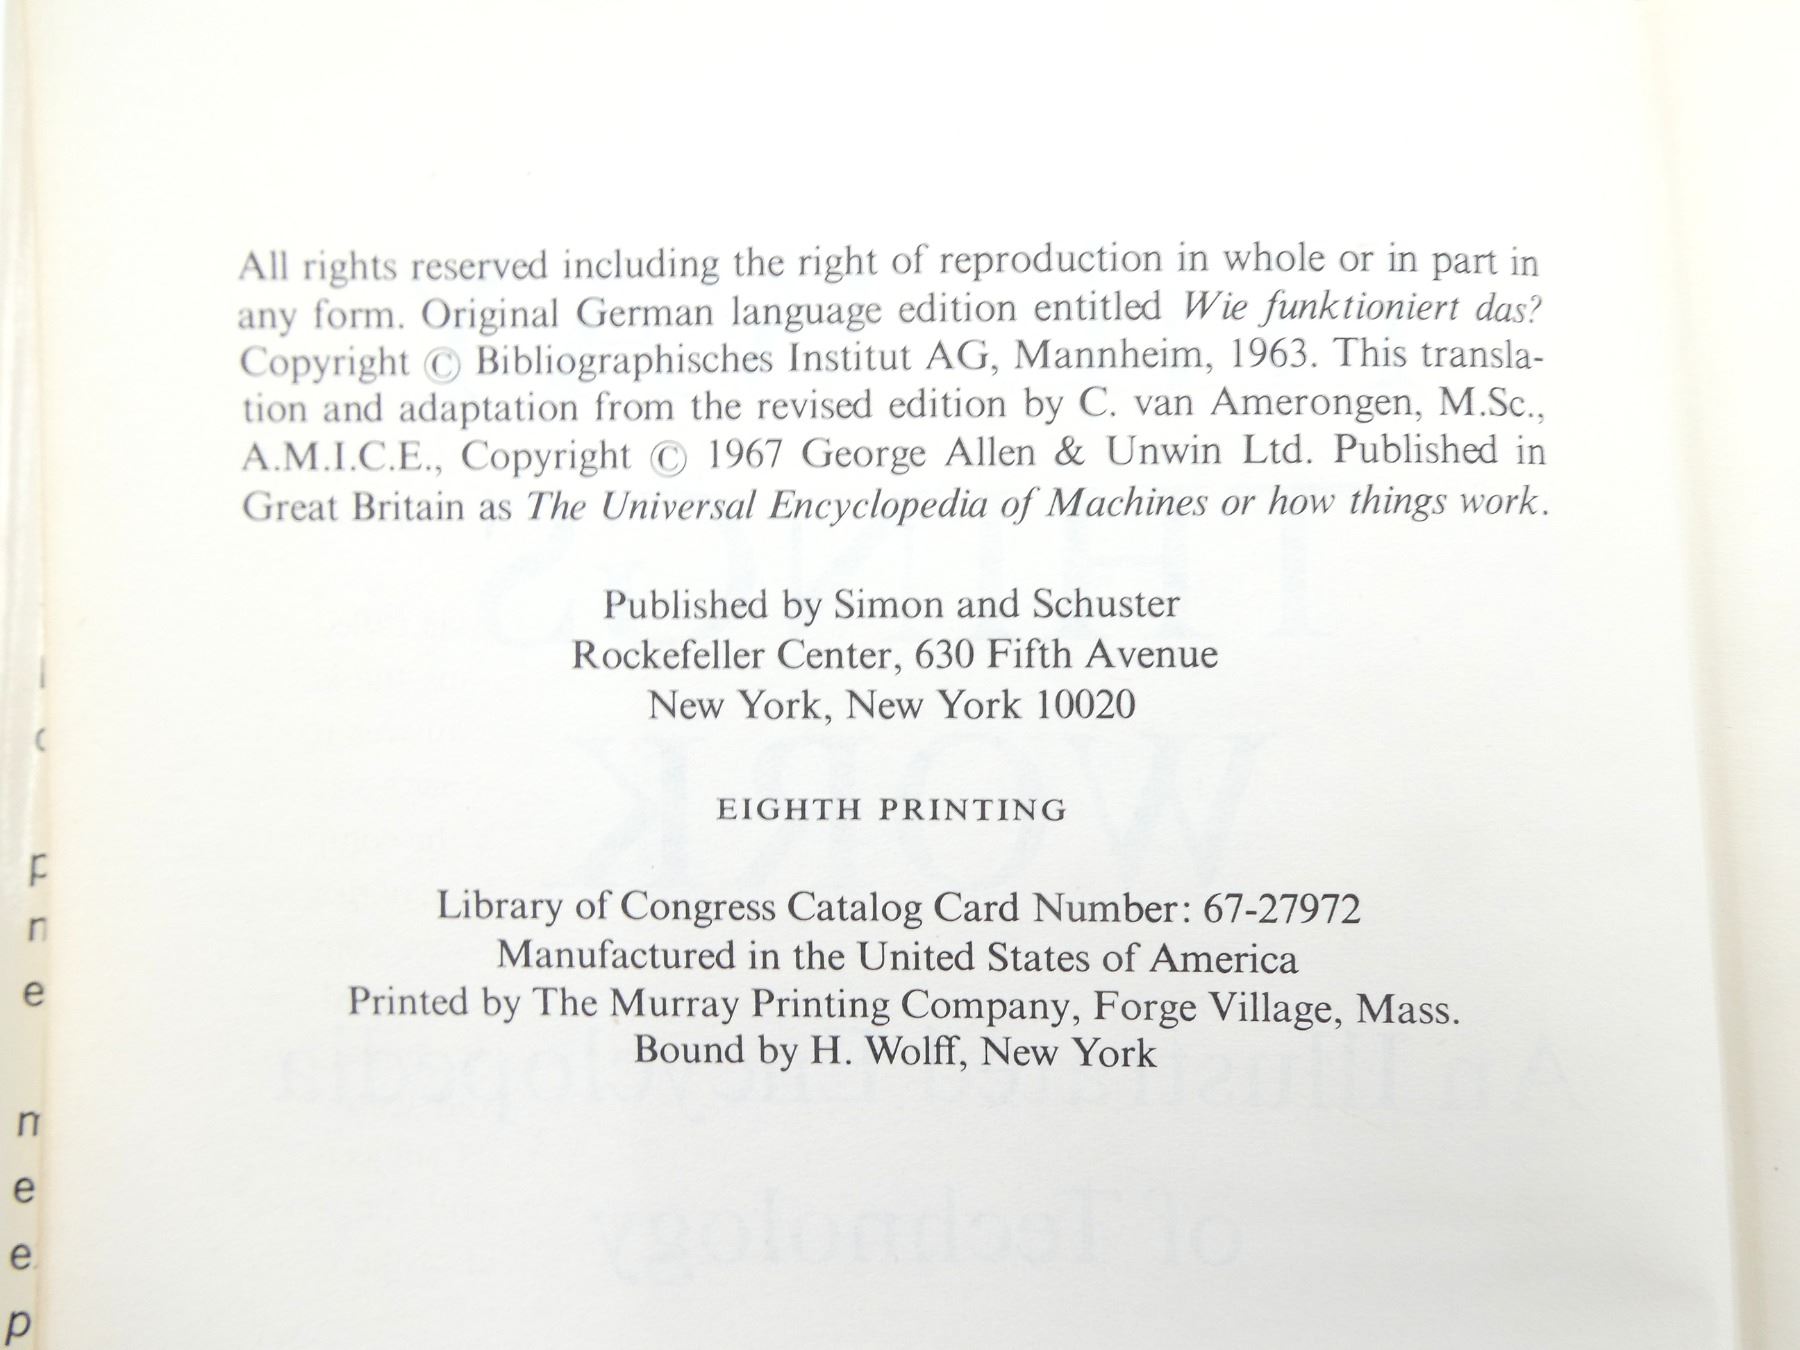 All rights reserved including the right of reproduction in whole or in part in
any form. Original German language edition entitled Wie funktioniert das?
Copyright © Bibliographisches Institut AG, Mannheim, 1963. This transla-
tion and adaptation from the revised edition by C. van Amerongen, M.Sc.,
A.M.I.C.E., Copyright © 1967 George Allen & Unwin Ltd. Published in
Great Britain as The Universal Encyclopedia of Machines or how things work.
Published by Simon and Schuster
Rockefeller Center, 630 Fifth Avenue
New York, New York 10020
EIGHTH PRINTING
Library of Congress Catalog Card Number: 67-27972
Manufactured in the United States of America
Printed by The Murray Printing Company, Forge Village, Mass.
Bound by H. Wolff, New York